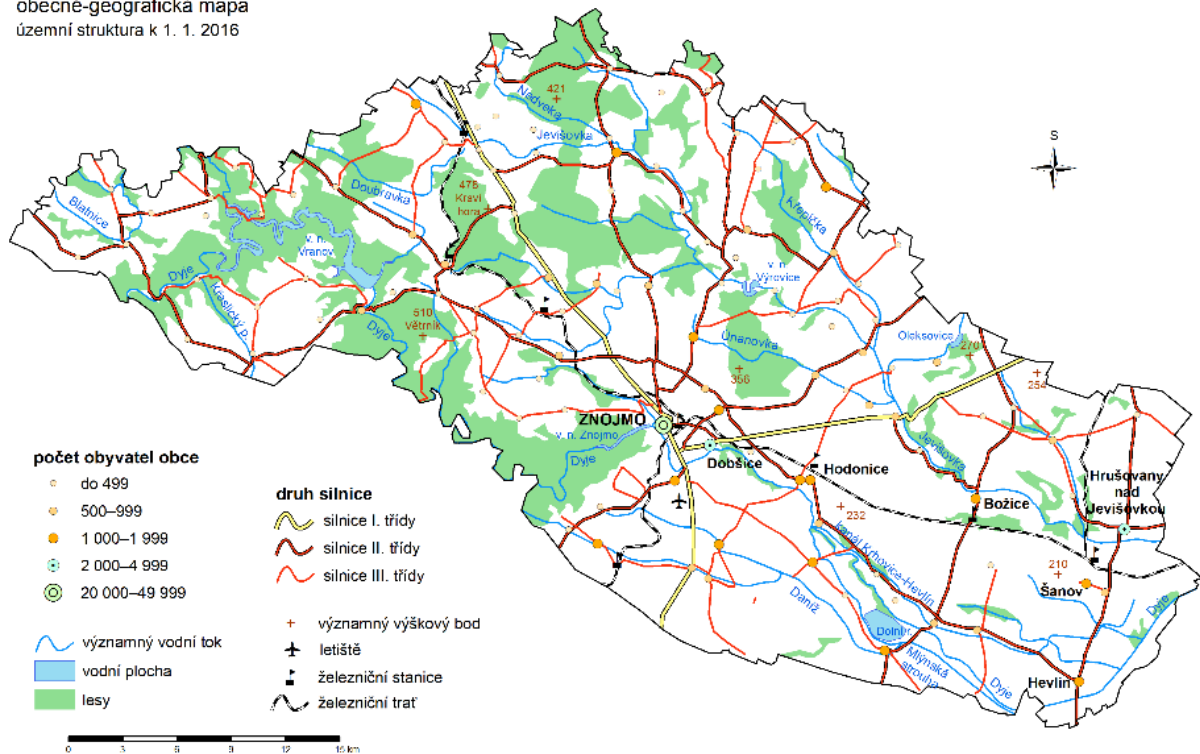 obecně-geografická mapa
územní struktura k 1. 1. 2016
S
421
Nedveka
Jevišovka
Blatnice
Doubravka
478
Kraví
hora
Křepička
v. n.
Vranov
v. n.
Výrovice
Dyje
Kraslický p.
510
Větrník
Dyje
Únanovka
Oleksovice
270
356
254
ZNOJMO
v. n. Znojmo
Dyje
Dobšice
Hodonice
Jevišovka
Hrušovany
nad
Jevišovkou
Božice
232
kanál Krhovice-Hevlín
210
Šanov
Daníž
Dolní r.
Mlýnská
strouha
Dyje
Dyje
Hevlín
počet obyvatel obce
do 499
500–999
1 000–1 999
2 000–4 999
20 000–49 999
významný vodní tok
vodní plocha
lesy
druh silnice
silnice I. třídy
silnice II. třídy
silnice III. třídy
významný výškový bod
letiště
železniční stanice
železniční trať
0 3 6 9 12 15 km